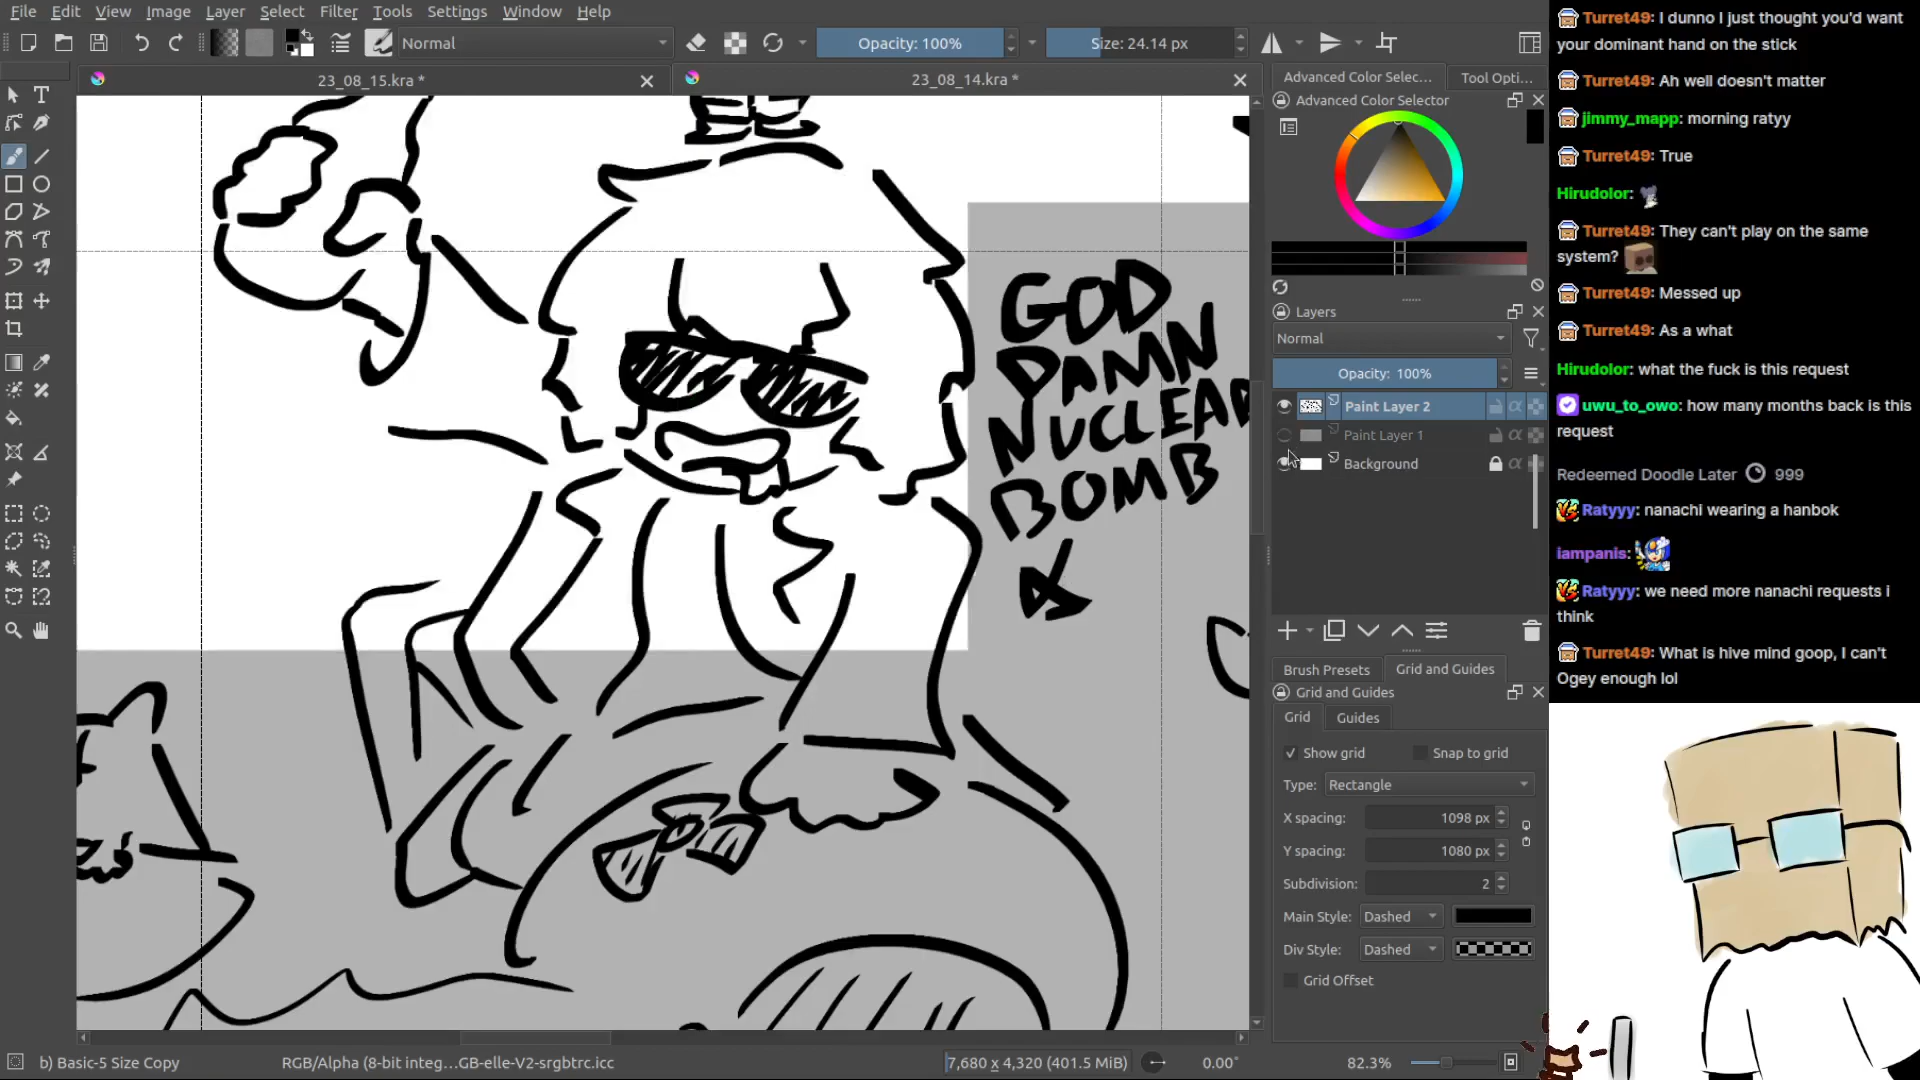 File Edit View Image Layer Select Filter Tools Settings Window Help
Normal
Opacity: 100%
Size: 24.14 px
23_08_15.kra *
23_08_14.kra *
GOD
DAMN
NUCLEAR
BOMB
Advanced Color Selec...
Tool Opti...
Advanced Color Selector
Layers
Normal
Opacity: 100%
Paint Layer 2
Paint Layer 1
Background
Brush Presets
Grid and Guides
Grid and Guides
Grid
Guides
Show grid
Snap to grid
Type: Rectangle
X spacing: 1098 px
Y spacing: 1080 px
Subdivision: 2
Main Style: Dashed
Div Style: Dashed
Grid Offset
b) Basic-5 Size Copy
RGB/Alpha (8-bit integ...GB-elle-V2-srgbtrc.icc
7,680 x 4,320 (401.5 MiB)
0.00°
82.3%
Turret49: I dunno I just thought you'd want
your dominant hand on the stick
Turret49: Ah well doesn't matter
jimmy_mapp: morning ratyy
Turret49: True
Hirudolor:
Turret49: They can't play on the same
system?
Turret49: Messed up
Turret49: As a what
Hirudolor: what the fuck is this request
uwu_to_owo: how many months back is this
request
Redeemed Doodle Later 999
Ratyyy: nanachi wearing a hanbok
iampanis:
Ratyyy: we need more nanachi requests i
think
Turret49: What is hive mind goop, I can't
Ogey enough lol